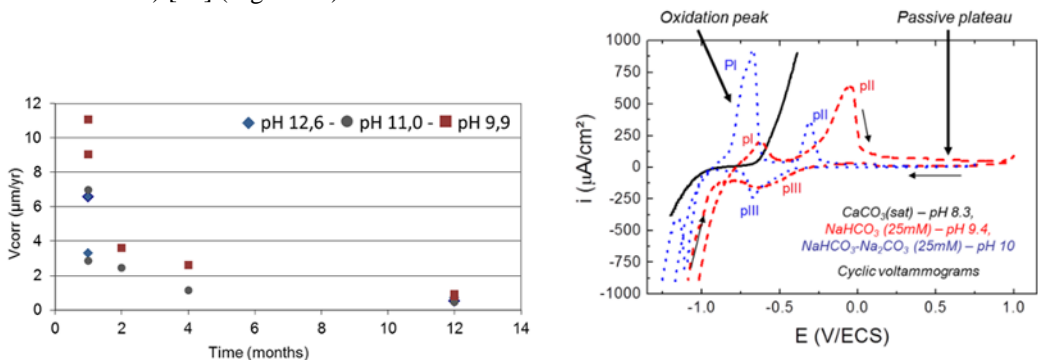 Vcorr (µm/yr)
12
10
8
6
4
2
0
pH 12,6 - pH 11,0 - pH 9,9
0 2 4 6 8 10 12 14
Time (months)
Oxidation peak Passive plateau
i (µA/cm²)
1000
750
500
250
0
-250
-500
-750
-1000
PI
pII
pII
pI
pIII
pIII
CaCO₃(sat) – pH 8.3,
NaHCO₃ (25mM) – pH 9.4,
NaHCO₃-Na₂CO₃ (25mM) – pH 10
Cyclic voltammograms
-1.0 -0.5 0.0 0.5 1.0
E (V/ECS)